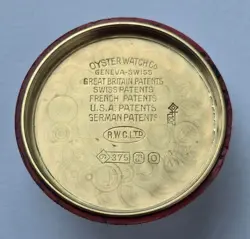 OYSTER WATCH Co
GENEVA-SWISS
GREAT BRITAIN PATENTS
SWISS PATENTS
FRENCH PATENTS
U.S.A. PATENTS
GERMAN PATENTS
R.W.C.LTD
.375 O